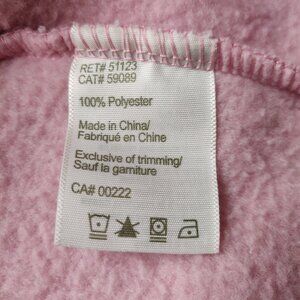 RET# 51123
CAT# 59089
100% Polyester
Made in China/
Fabriqué en Chine
Exclusive of trimming/
Sauf la garniture
CA# 00222